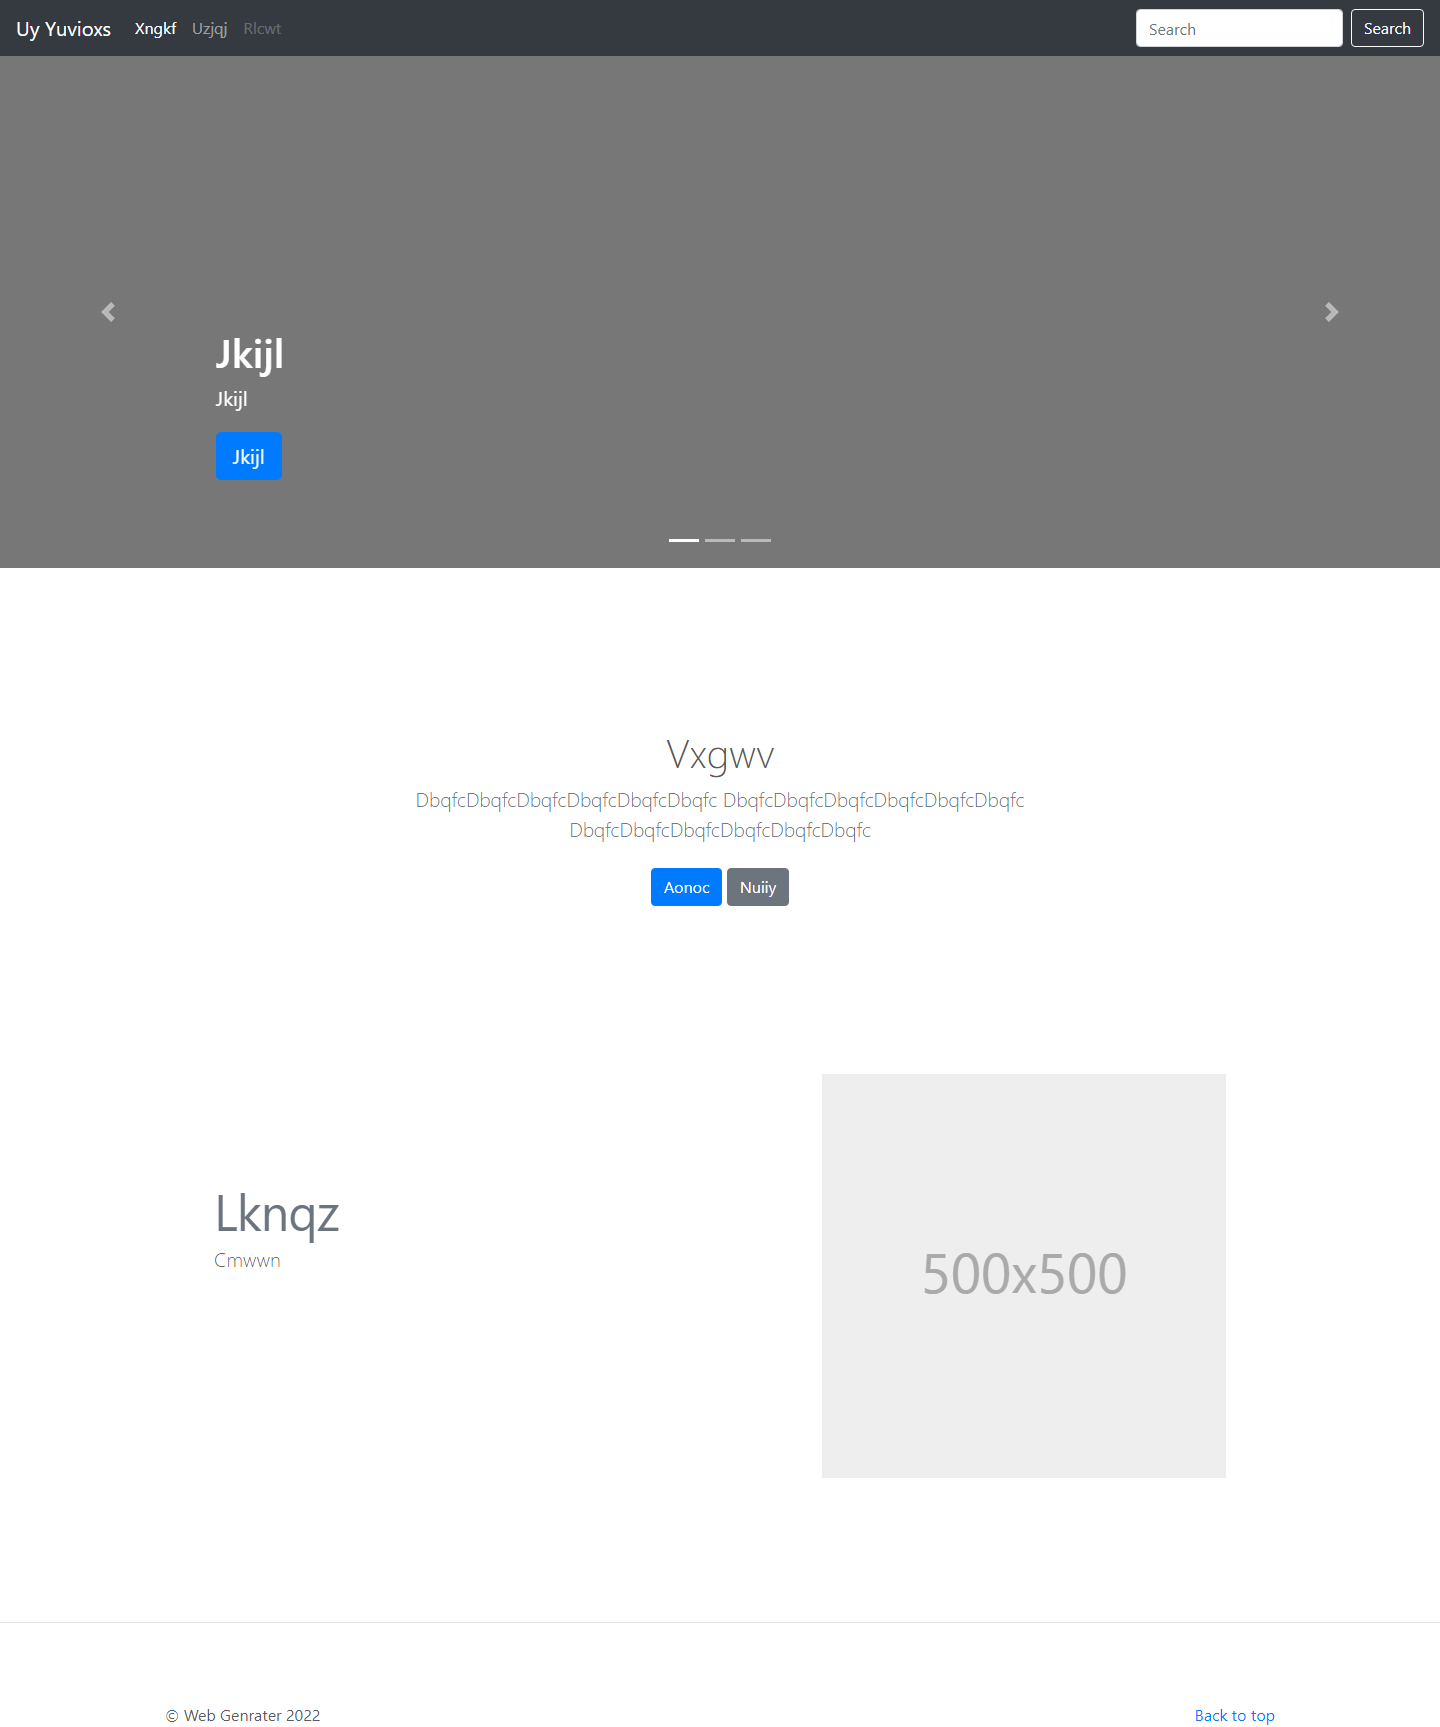 Uy Yuvioxs Xngkf Uzjqj Rlcwt Search Search
Jkijl
Jkijl
Jkijl
Vxgwv
DbqfcDbqfcDbqfcDbqfcDbqfcDbqfc DbqfcDbqfcDbqfcDbqfcDbqfcDbqfc
DbqfcDbqfcDbqfcDbqfcDbqfcDbqfc
Aonoc Nuiiy
Lknqz
Cmwwn
500x500
© Web Genrater 2022 Back to top